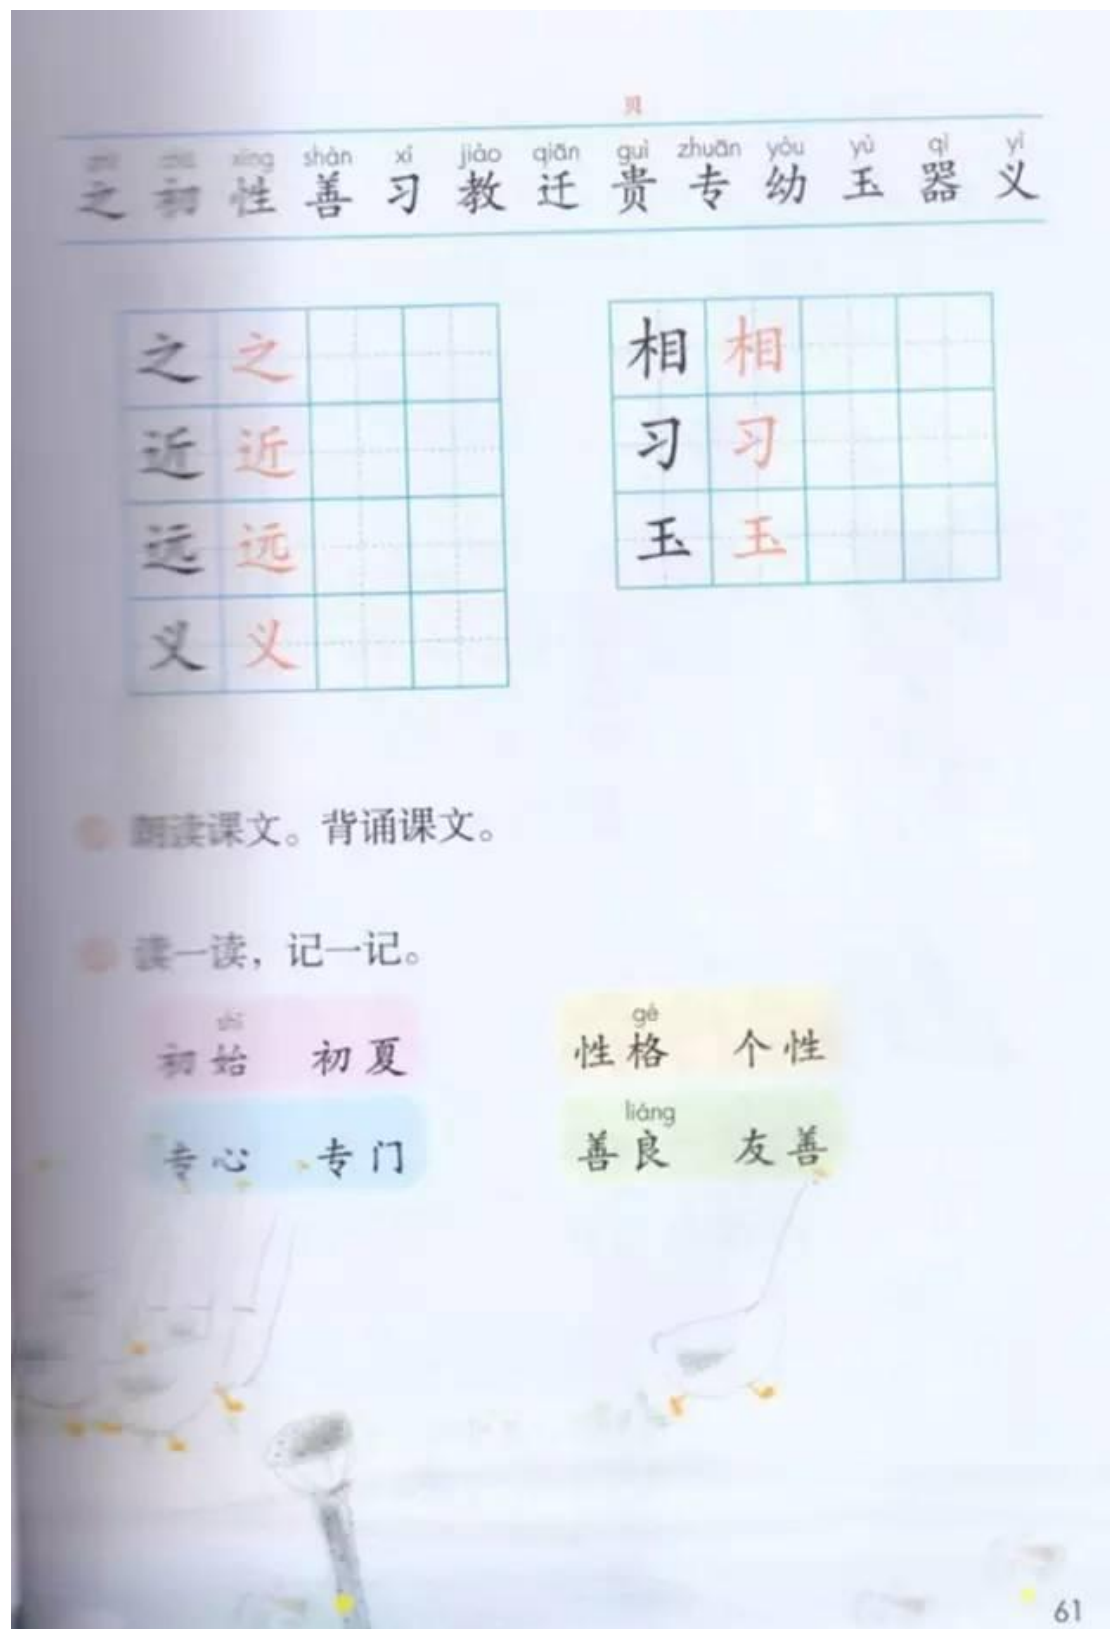 贝
xìng shàn xí jiào qiān guì zhuān yòu yù qì yì
之 初 性 善 习 教 迁 贵 专 幼 玉 器 义
之 之
近 近
远 远
义 义
相 相
习 习
玉 玉
朗读课文。背诵课文。
读一读，记一记。
shǐ gé
初始 初夏 性格 个性
liáng
专心 专门 善良 友善
61